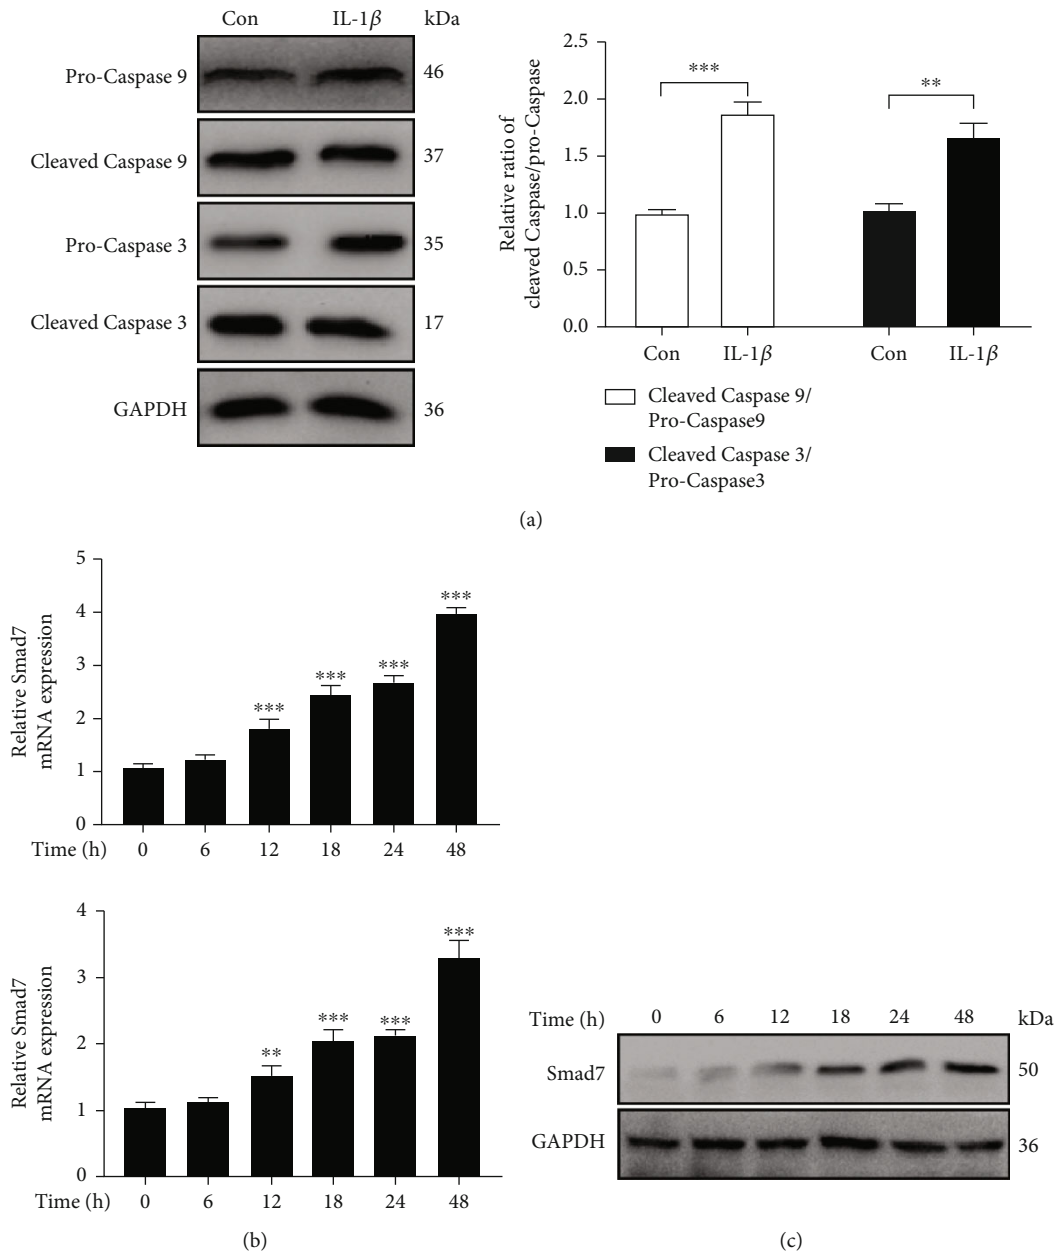 Con IL-1β kDa
Pro-Caspase 9 46
Cleaved Caspase 9 37
Pro-Caspase 3 35
Cleaved Caspase 3 17
GAPDH 36
Relative ratio of
cleaved Caspase/pro-Caspase
2.5
2.0
1.5
1.0
0.5
0.0
*** **
Con IL-1β Con IL-1β
Cleaved Caspase 9/
Pro-Caspase9
Cleaved Caspase 3/
Pro-Caspase3
(a)
Relative Smad7
mRNA expression
5
4
3
2
1
0
*** *** *** ***
Time (h) 0 6 12 18 24 48
Relative Smad7
mRNA expression
4
3
2
1
0
** *** *** ***
Time (h) 0 6 12 18 24 48
(b)
Time (h) 0 6 12 18 24 48 kDa
Smad7 50
GAPDH 36
(c)